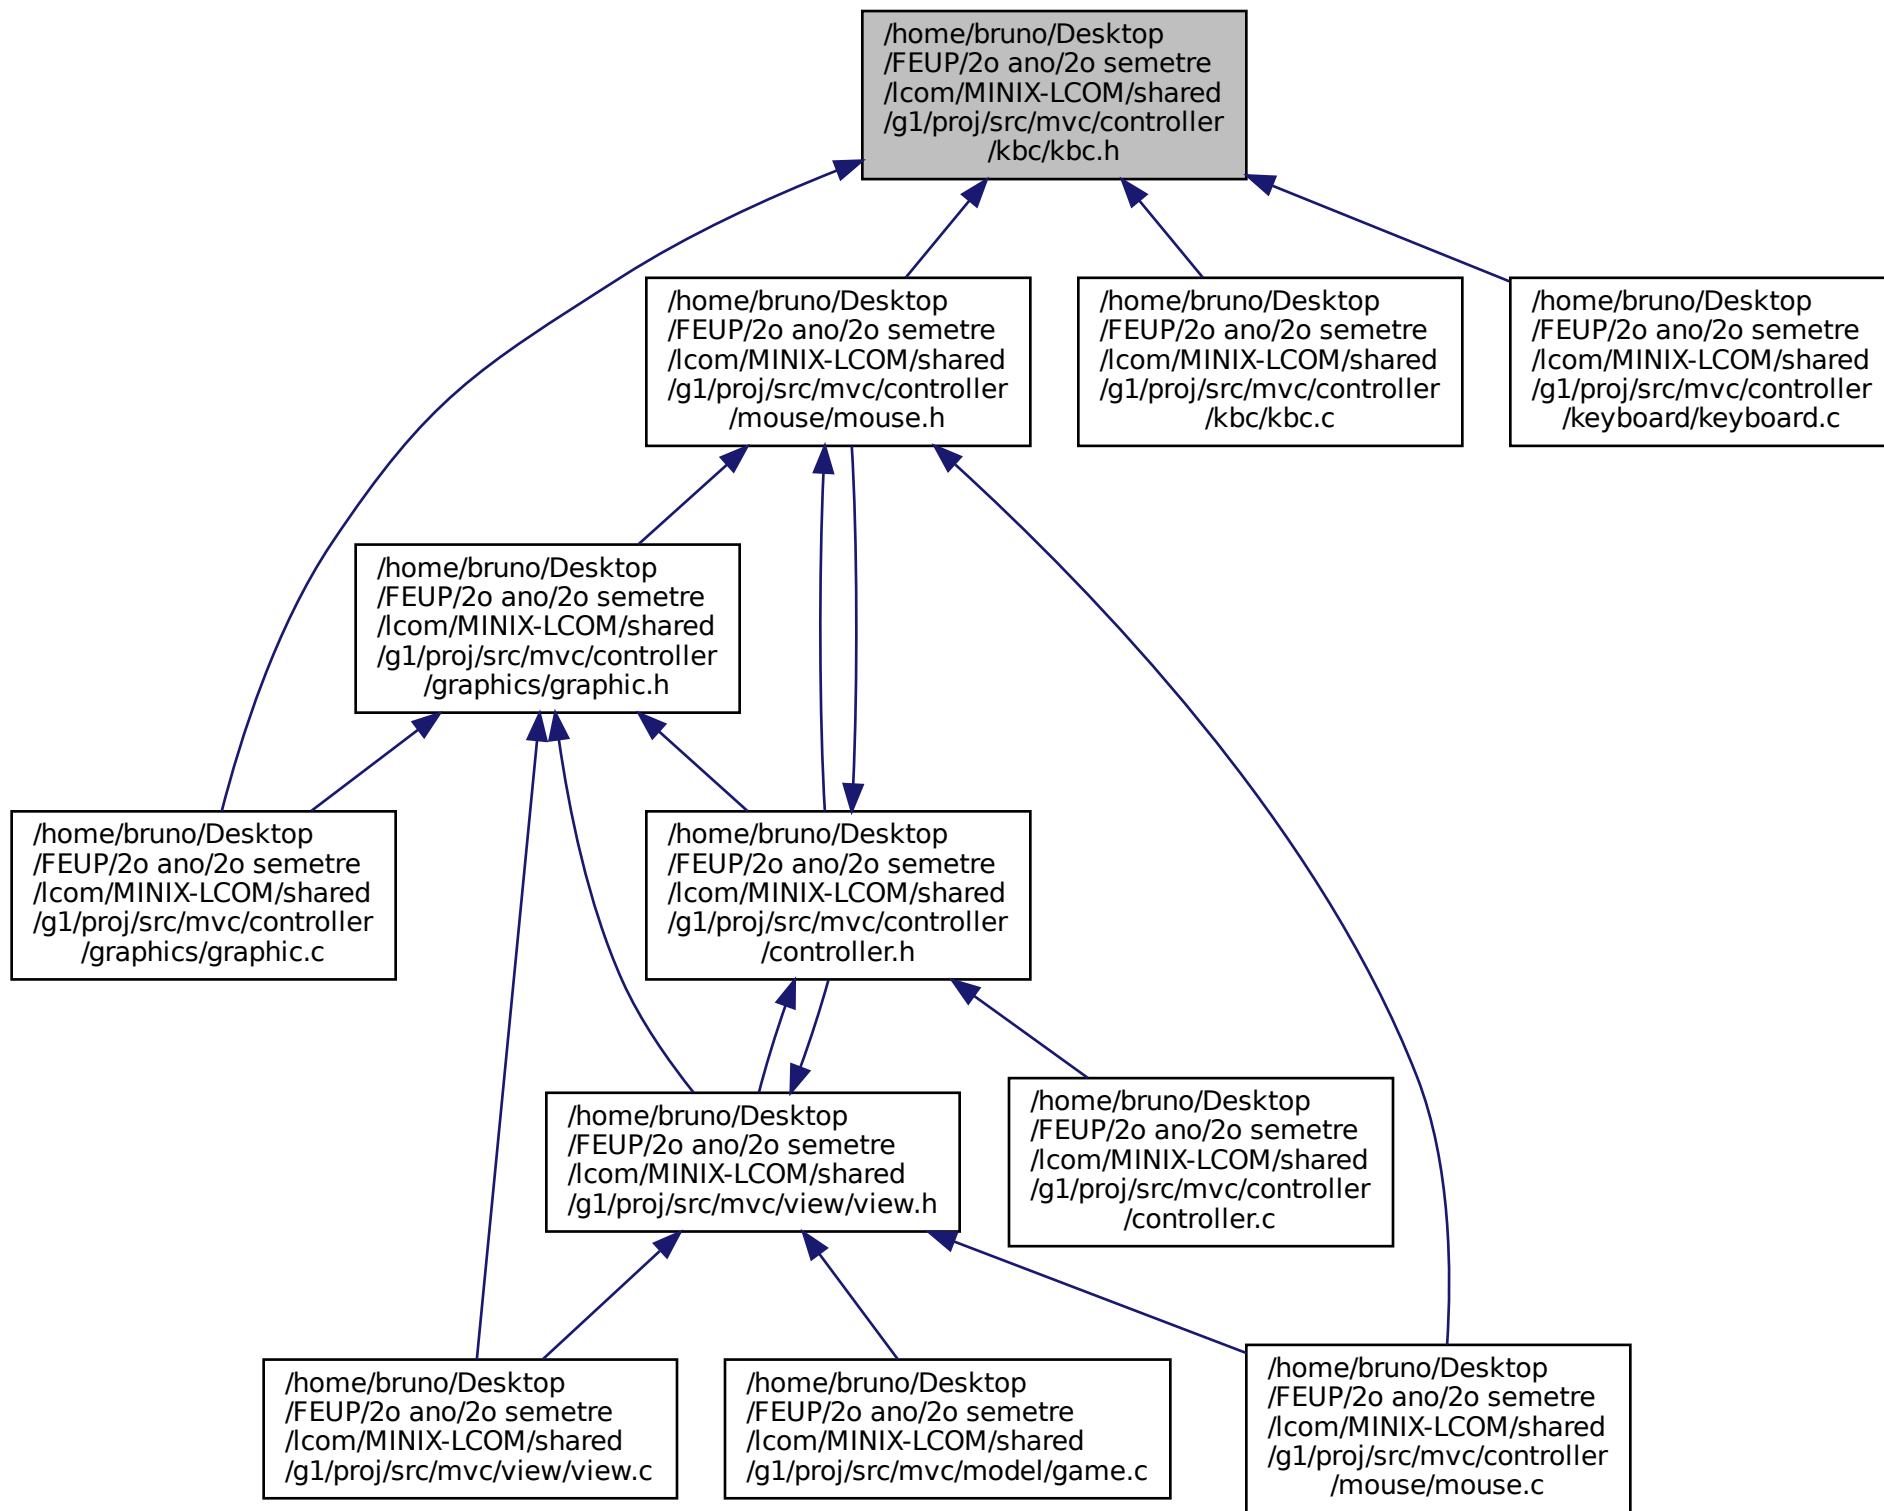 /home/bruno/Desktop
/FEUP/2o ano/2o semetre
/lcom/MINIX-LCOM/shared
/g1/proj/src/mvc/controller
/kbc/kbc.h
/home/bruno/Desktop
/FEUP/2o ano/2o semetre
/lcom/MINIX-LCOM/shared
/g1/proj/src/mvc/controller
/mouse/mouse.h
/home/bruno/Desktop
/FEUP/2o ano/2o semetre
/lcom/MINIX-LCOM/shared
/g1/proj/src/mvc/controller
/kbc/kbc.c
/home/bruno/Desktop
/FEUP/2o ano/2o semetre
/lcom/MINIX-LCOM/shared
/g1/proj/src/mvc/controller
/keyboard/keyboard.c
/home/bruno/Desktop
/FEUP/2o ano/2o semetre
/lcom/MINIX-LCOM/shared
/g1/proj/src/mvc/controller
/graphics/graphic.h
/home/bruno/Desktop
/FEUP/2o ano/2o semetre
/lcom/MINIX-LCOM/shared
/g1/proj/src/mvc/controller
/graphics/graphic.c
/home/bruno/Desktop
/FEUP/2o ano/2o semetre
/lcom/MINIX-LCOM/shared
/g1/proj/src/mvc/controller
/controller.h
/home/bruno/Desktop
/FEUP/2o ano/2o semetre
/lcom/MINIX-LCOM/shared
/g1/proj/src/mvc/view/view.h
/home/bruno/Desktop
/FEUP/2o ano/2o semetre
/lcom/MINIX-LCOM/shared
/g1/proj/src/mvc/controller
/controller.c
/home/bruno/Desktop
/FEUP/2o ano/2o semetre
/lcom/MINIX-LCOM/shared
/g1/proj/src/mvc/view/view.c
/home/bruno/Desktop
/FEUP/2o ano/2o semetre
/lcom/MINIX-LCOM/shared
/g1/proj/src/mvc/model/game.c
/home/bruno/Desktop
/FEUP/2o ano/2o semetre
/lcom/MINIX-LCOM/shared
/g1/proj/src/mvc/controller
/mouse/mouse.c